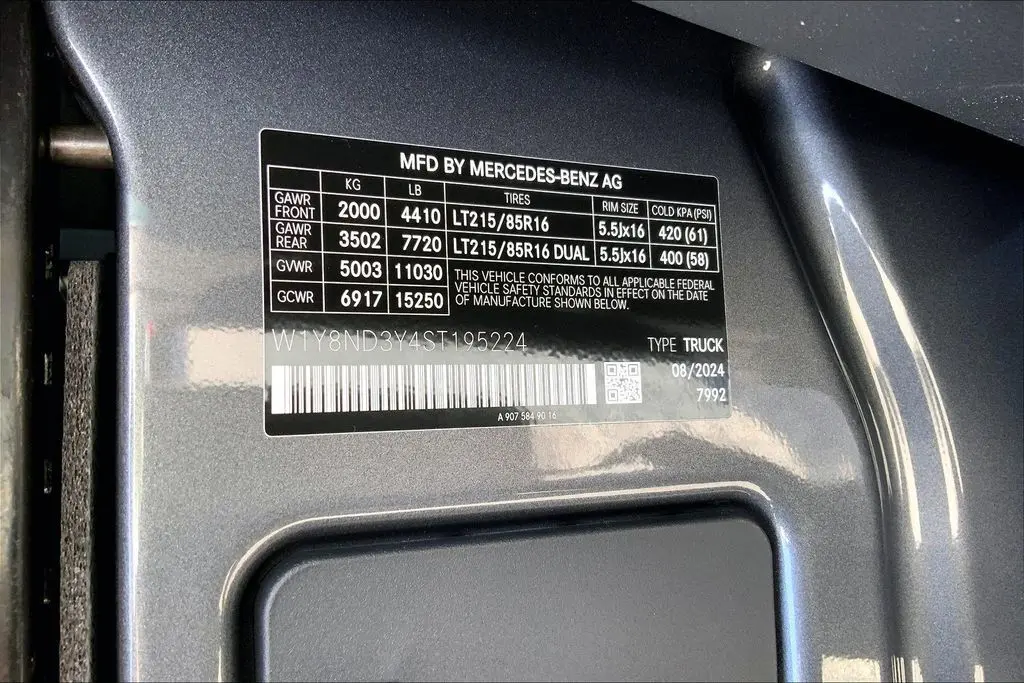 MFD BY MERCEDES-BENZ AG
KG LB TIRES RIM SIZE COLD KPA (PSI)
GAWR FRONT 2000 4410 LT215/85R16 5.5Jx16 420 (61)
GAWR REAR 3502 7720 LT215/85R16 DUAL 5.5Jx16 400 (58)
GVWR 5003 11030
GCWR 6917 15250
THIS VEHICLE CONFORMS TO ALL APPLICABLE FEDERAL
VEHICLE SAFETY STANDARDS IN EFFECT ON THE DATE
OF MANUFACTURE SHOWN BELOW.
W1Y8ND3Y4ST195224
TYPE TRUCK
08/2024
7992
A 907 584 90 16